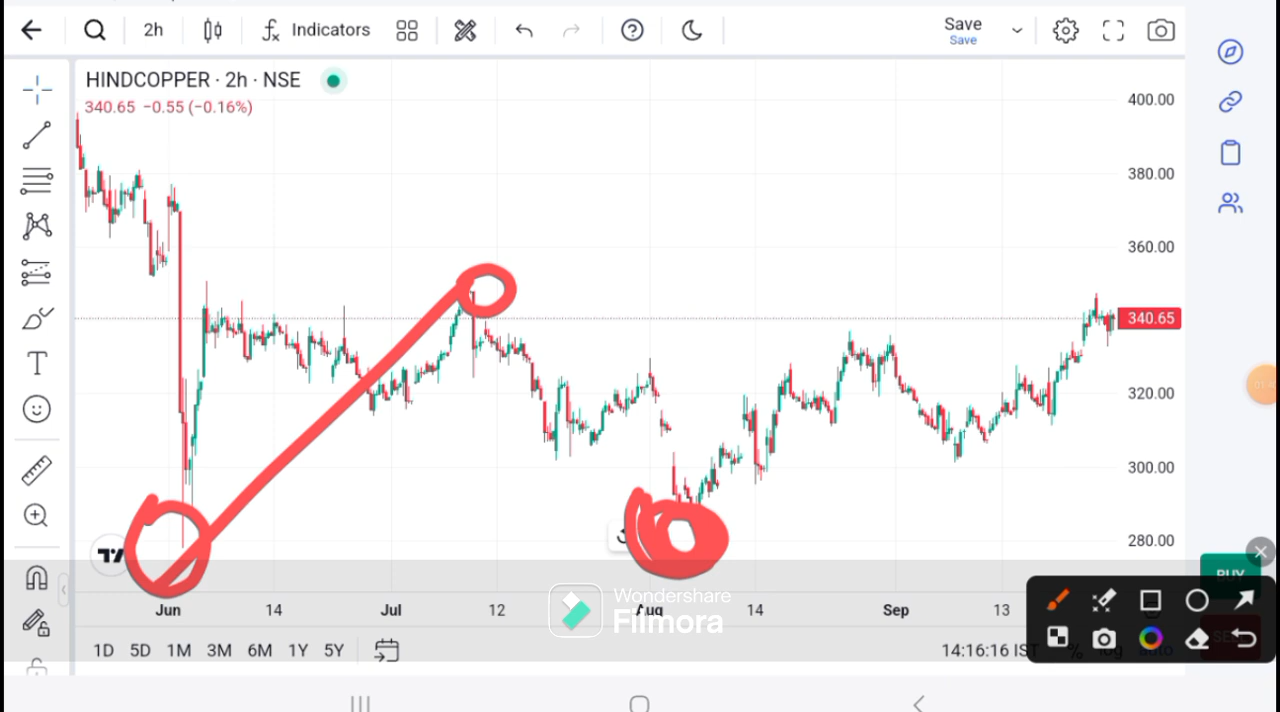 2h
Indicators
Save
Save
HINDCOPPER · 2h · NSE
340.65 −0.55 (−0.16%)
400.00
380.00
360.00
340.65
320.00
300.00
280.00
BUY
Wondershare
Filmora
Jun 14 Jul 12 Aug 14 Sep 13
1D 5D 1M 3M 6M 1Y 5Y
14:16:16 IST % log auto